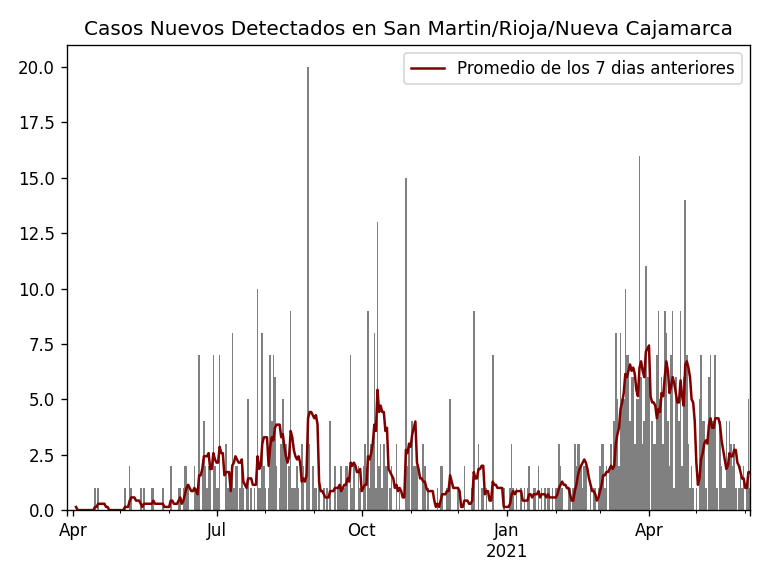 Casos Nuevos Detectados en San Martin/Rioja/Nueva Cajamarca
Promedio de los 7 dias anteriores
20.0
17.5
15.0
12.5
10.0
7.5
5.0
2.5
0.0
Apr
Jul
Oct
Jan
2021
Apr